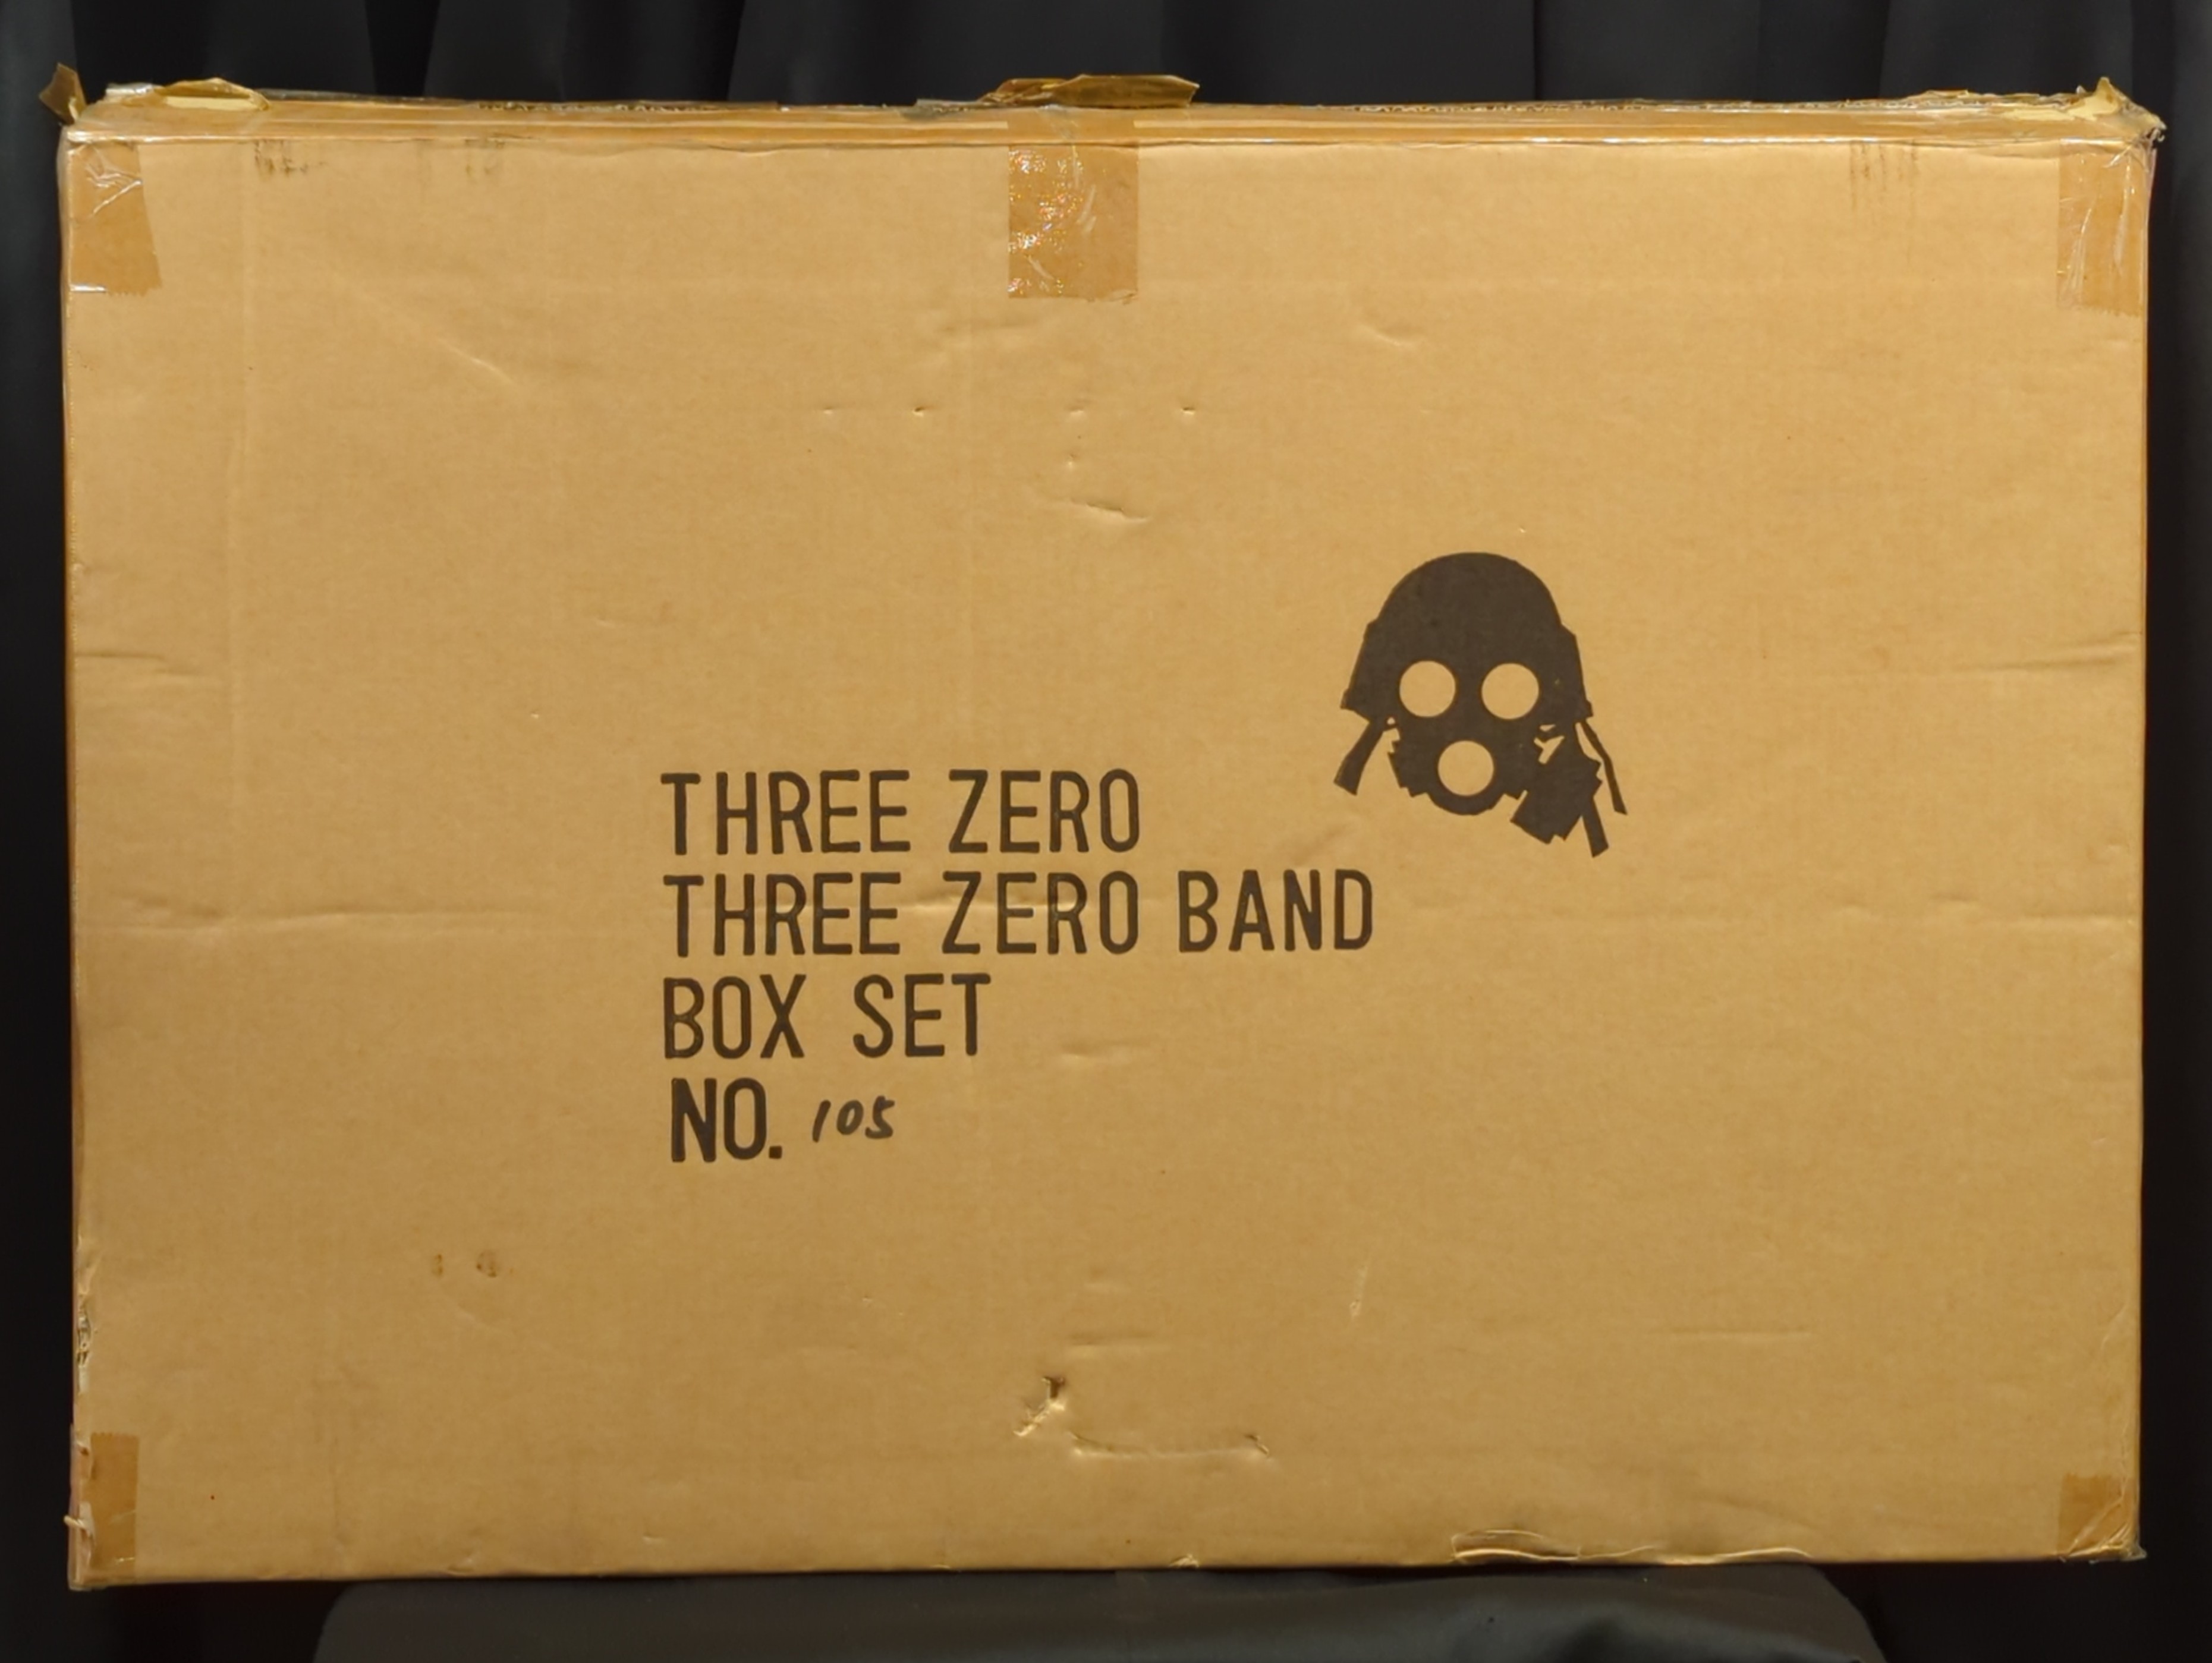 THREE ZERO
THREE ZERO BAND
BOX SET
NO. 105